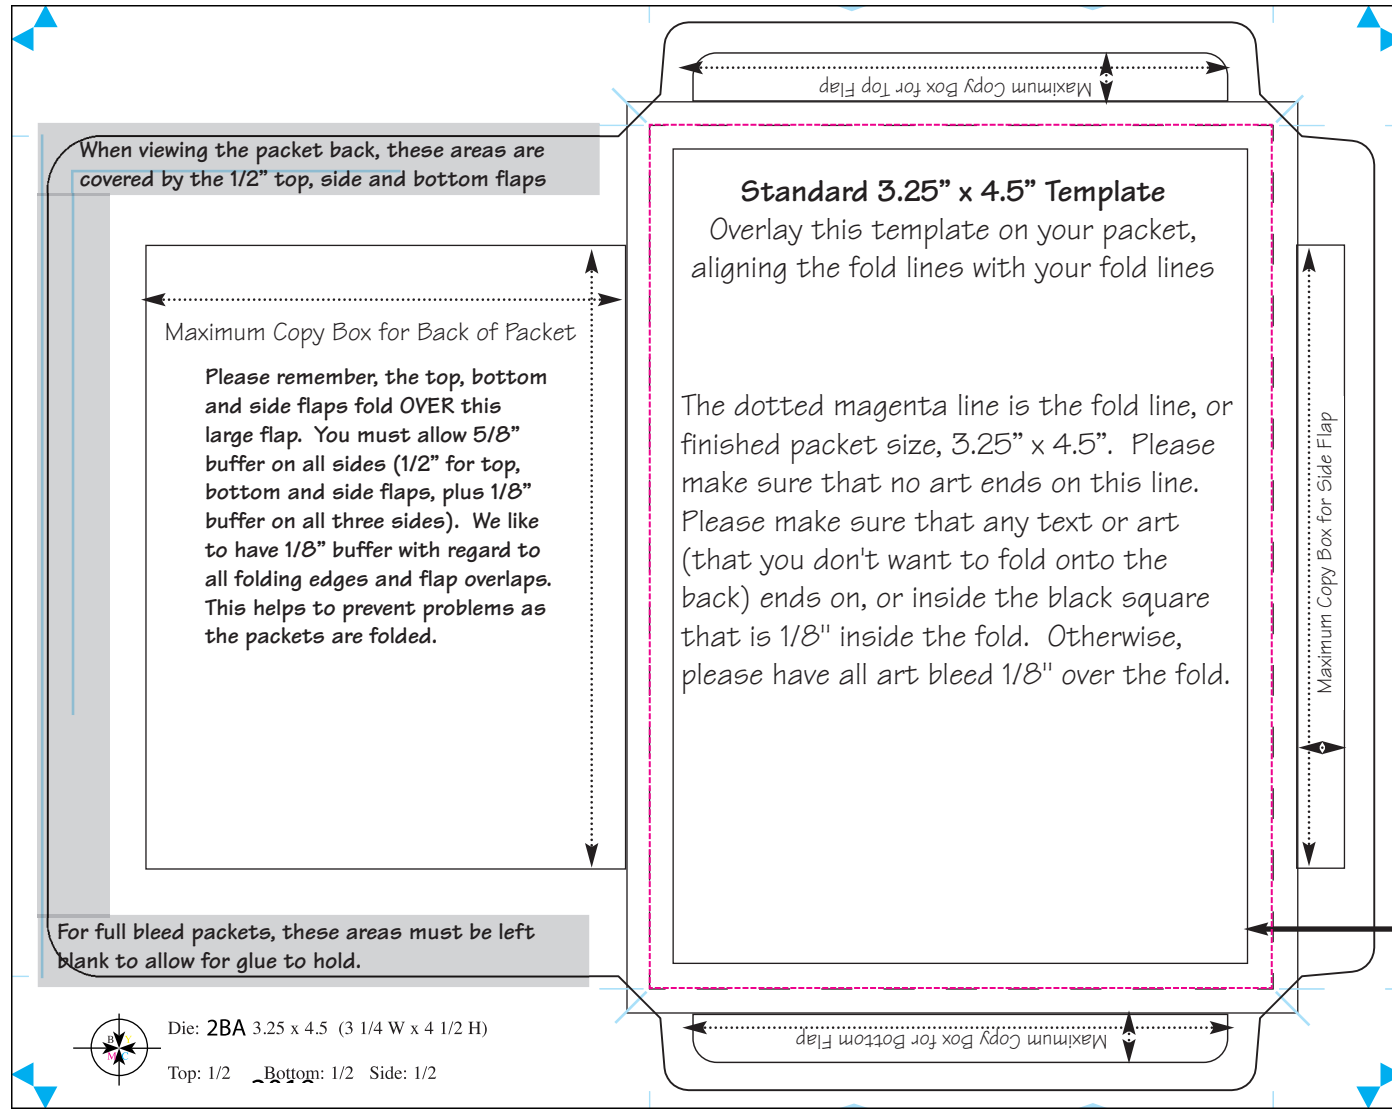 Maximum Copy Box for Top Flap
When viewing the packet back, these areas are
covered by the 1/2” top, side and bottom flaps
Standard 3.25” x 4.5” Template
Overlay this template on your packet,
aligning the fold lines with your fold lines
Maximum Copy Box for Back of Packet
Please remember, the top, bottom
and side flaps fold OVER this
large flap.  You must allow 5/8”
buffer on all sides (1/2” for top,
bottom and side flaps, plus 1/8”
buffer on all three sides).  We like
to have 1/8” buffer with regard to
all folding edges and flap overlaps.
This helps to prevent problems as
the packets are folded.
The dotted magenta line is the fold line, or
finished packet size, 3.25” x 4.5”.  Please
make sure that no art ends on this line.
Please make sure that any text or art
(that you don't want to fold onto the
back) ends on, or inside the black square
that is 1/8" inside the fold.  Otherwise,
please have all art bleed 1/8" over the fold.
Maximum Copy Box for Side Flap
For full bleed packets, these areas must be left
blank to allow for glue to hold.
Maximum Copy Box for Bottom Flap
Die: 2BA 3.25 x 4.5  (3 1/4 W x 4 1/2 H)
Top: 1/2 Bottom: 1/2 Side: 1/2